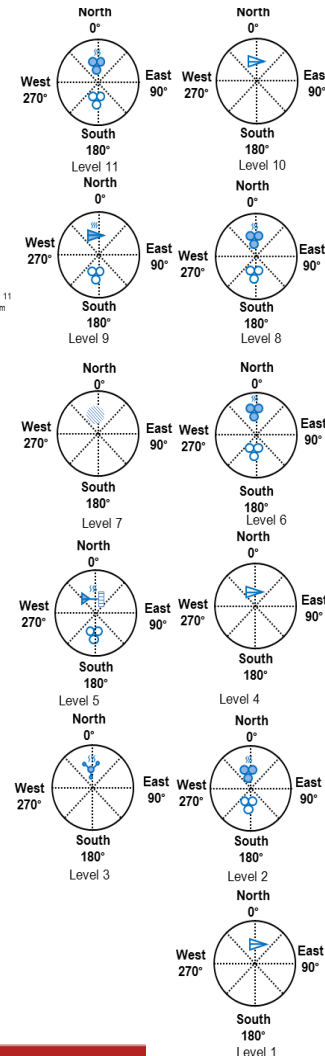 North
0°
West
270°
East
90°
South
180°
Level 11
North
0°
West
270°
East
90°
South
180°
Level 10
North
0°
West
270°
East
90°
South
180°
Level 9
11
m
North
0°
West
270°
East
90°
South
180°
Level 8
North
0°
West
270°
East
90°
South
180°
Level 7
North
0°
West
270°
East
90°
South
180°
Level 6
North
0°
West
270°
East
90°
South
180°
Level 5
North
0°
West
270°
East
90°
South
180°
Level 4
North
0°
West
270°
East
90°
South
180°
Level 3
North
0°
West
270°
East
90°
South
180°
Level 2
North
0°
West
270°
East
90°
South
180°
Level 1